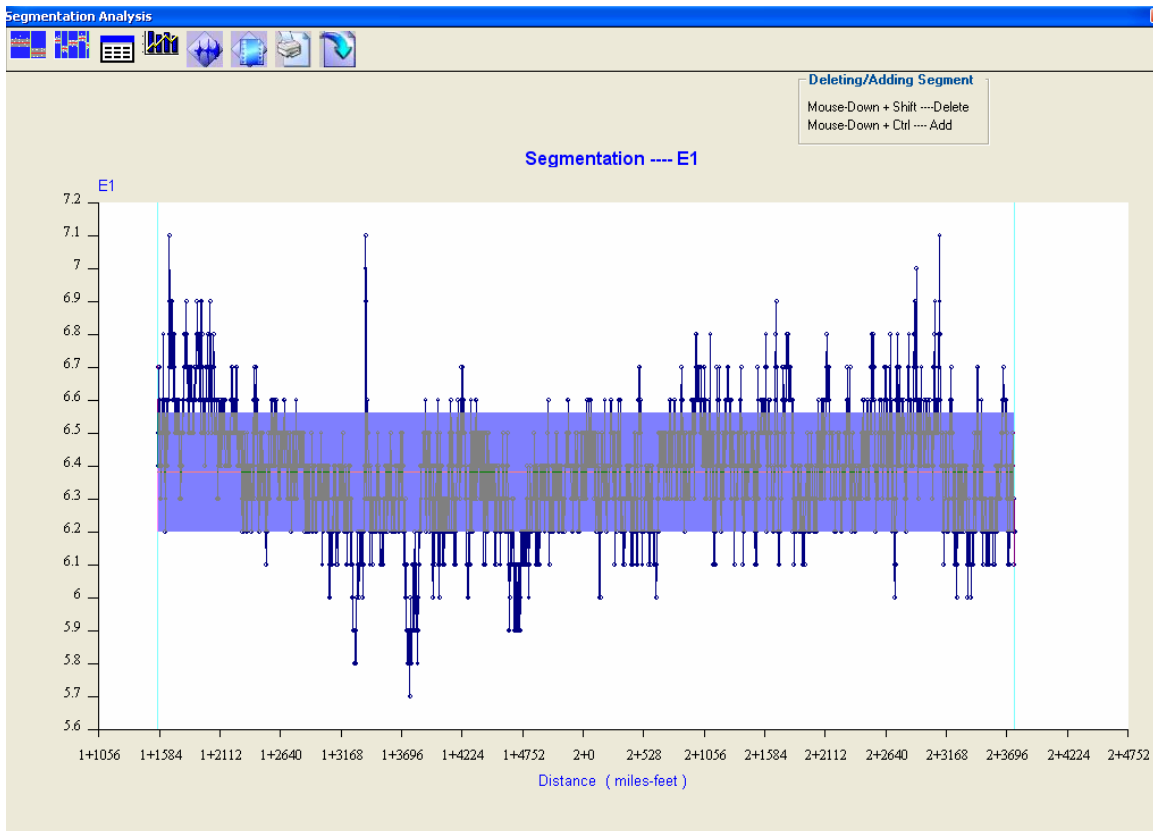 Segmentation Analysis
Deleting/Adding Segment
Mouse-Down + Shift ----Delete
Mouse-Down + Ctrl ---- Add
Segmentation ---- E1
E1
7.2
7.1
7
6.9
6.8
6.7
6.6
6.5
6.4
6.3
6.2
6.1
6
5.9
5.8
5.7
5.6
1+1056 1+1584 1+2112 1+2640 1+3168 1+3696 1+4224 1+4752 2+0 2+528 2+1056 2+1584 2+2112 2+2640 2+3168 2+3696 2+4224 2+4752
Distance ( miles-feet )